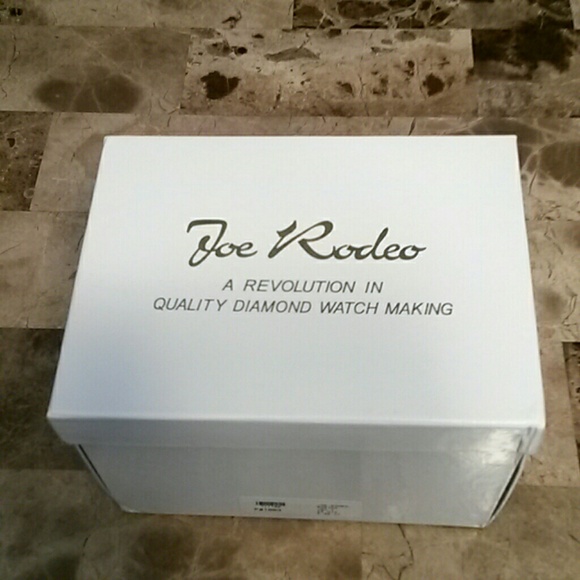 Joe Rodeo
A REVOLUTION IN
QUALITY DIAMOND WATCH MAKING